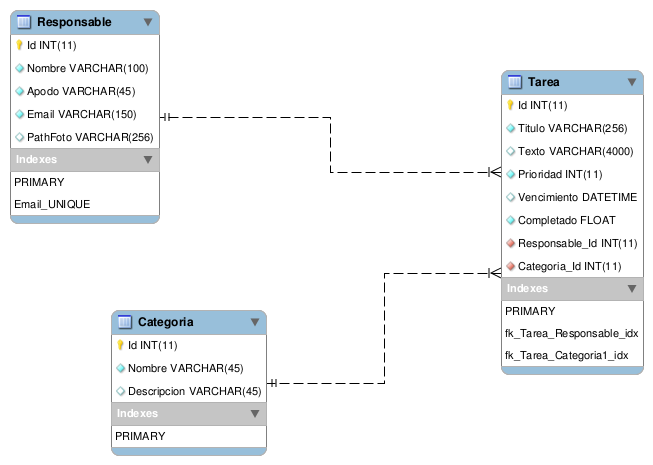 Responsable
Id INT(11)
Nombre VARCHAR(100)
Apodo VARCHAR(45)
Email VARCHAR(150)
PathFoto VARCHAR(256)
Indexes
PRIMARY
Email_UNIQUE
Tarea
Id INT(11)
Titulo VARCHAR(256)
Texto VARCHAR(4000)
Prioridad INT(11)
Vencimiento DATETIME
Completado FLOAT
Responsable_Id INT(11)
Categoria_Id INT(11)
Indexes
PRIMARY
fk_Tarea_Responsable_idx
fk_Tarea_Categoria1_idx
Categoria
Id INT(11)
Nombre VARCHAR(45)
Descripcion VARCHAR(45)
Indexes
PRIMARY